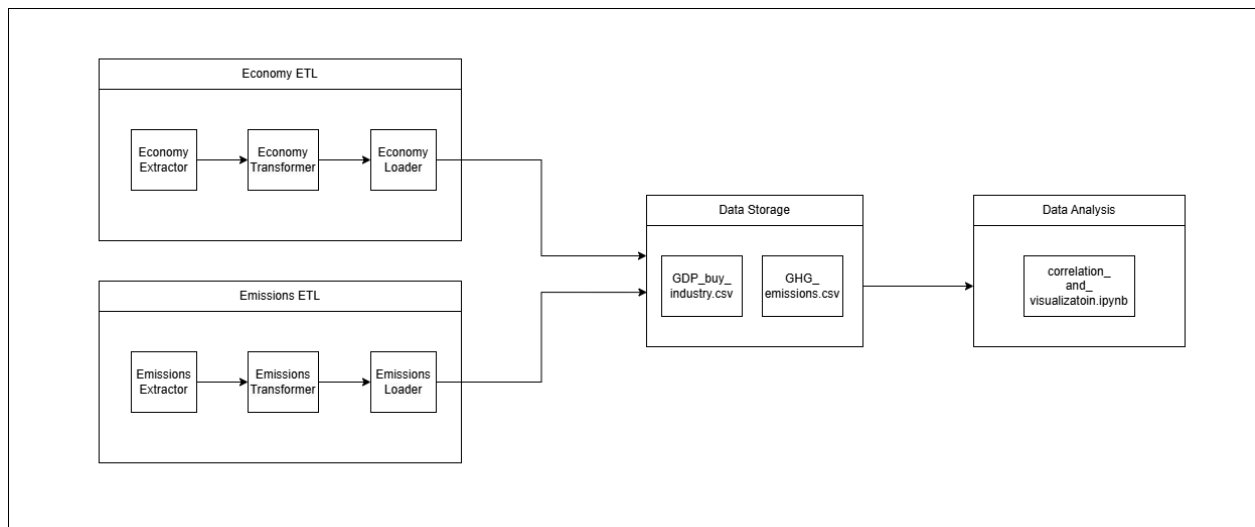 Economy ETL
Economy
Extractor
Economy
Transformer
Economy
Loader
Emissions ETL
Emissions
Extractor
Emissions
Transformer
Emissions
Loader
Data Storage
GDP_buy_
industry.csv
GHG_
emissions.csv
Data Analysis
correlation_
and_
visualizatoin.ipynb